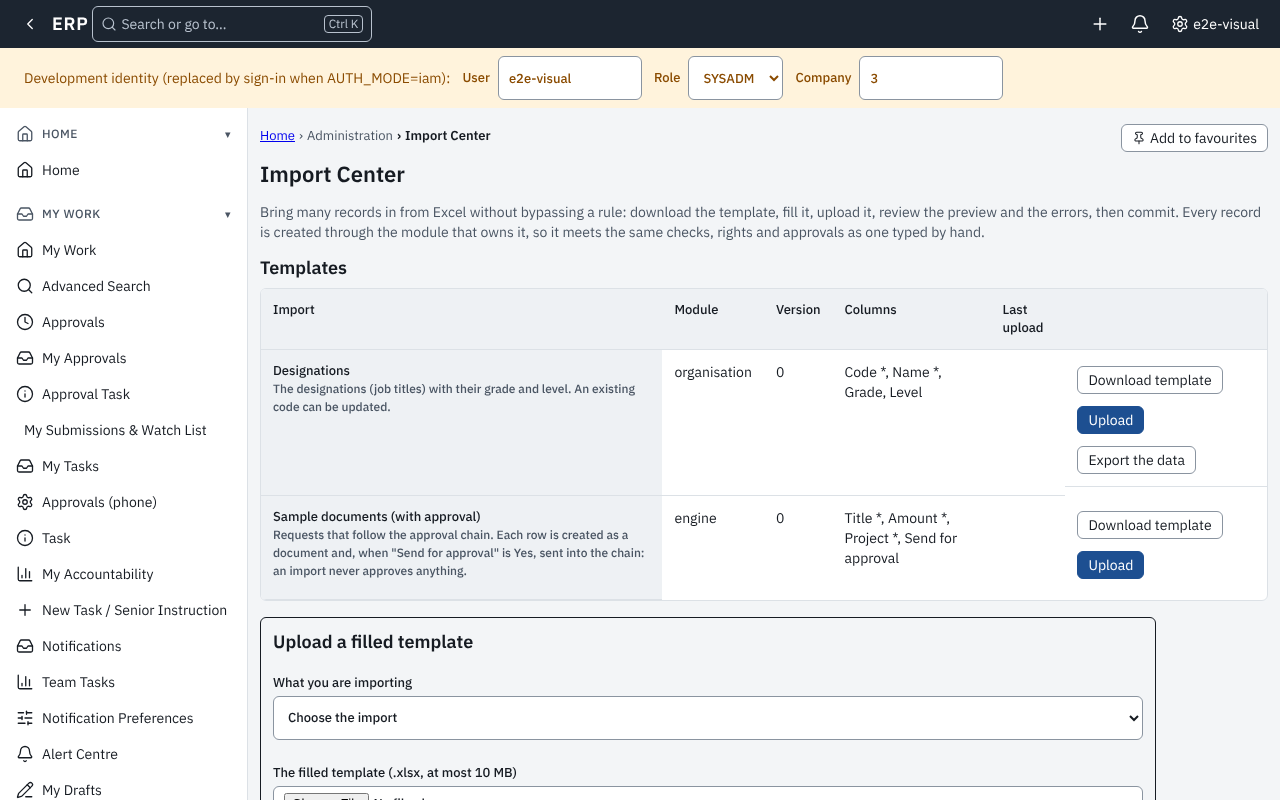 ERP
Search or go to...
Ctrl K
e2e-visual
Development identity (replaced by sign-in when AUTH_MODE=iam):
User
e2e-visual
Role
SYSADM
Company
3
HOME
Home
MY WORK
My Work
Advanced Search
Approvals
My Approvals
Approval Task
My Submissions & Watch List
My Tasks
Approvals (phone)
Task
My Accountability
New Task / Senior Instruction
Notifications
Team Tasks
Notification Preferences
Alert Centre
My Drafts
Home › Administration › Import Center
Add to favourites
Import Center
Bring many records in from Excel without bypassing a rule: download the template, fill it, upload it, review the preview and the errors, then commit. Every record
is created through the module that owns it, so it meets the same checks, rights and approvals as one typed by hand.
Templates
Import
Module
Version
Columns
Last
upload
Designations
The designations (job titles) with their grade and level. An existing
code can be updated.
organisation
0
Code *, Name *,
Grade, Level
Download template
Upload
Export the data
Sample documents (with approval)
Requests that follow the approval chain. Each row is created as a
document and, when "Send for approval" is Yes, sent into the chain:
an import never approves anything.
engine
0
Title *, Amount *,
Project *, Send for
approval
Download template
Upload
Upload a filled template
What you are importing
Choose the import
The filled template (.xlsx, at most 10 MB)